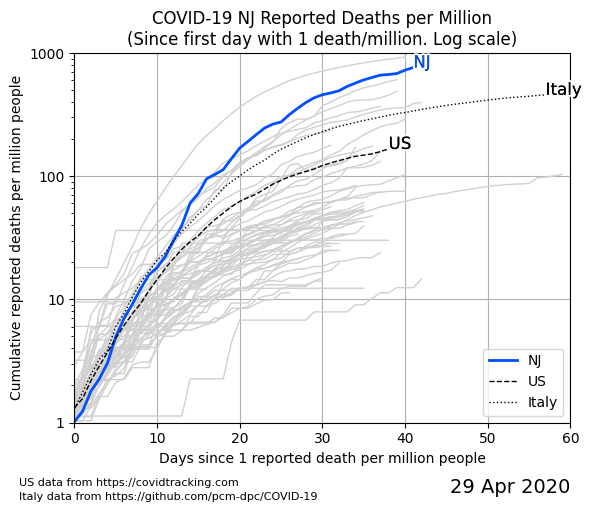 COVID-19 NJ Reported Deaths per Million
(Since first day with 1 death/million. Log scale)
Cumulative reported deaths per million people
1000
100
10
1
NJ
Italy
US
NJ
US
Italy
0 10 20 30 40 50 60
Days since 1 reported death per million people
US data from https://covidtracking.com
Italy data from https://github.com/pcm-dpc/COVID-19
29 Apr 2020